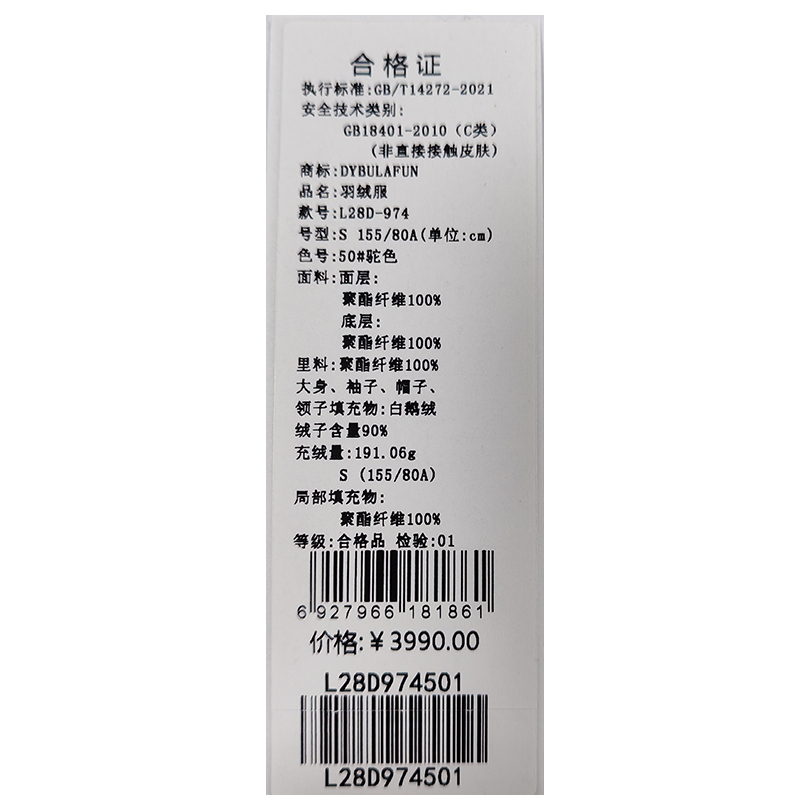 合格证
执行标准:GB/T14272-2021
安全技术类别:
GB18401-2010（C类）
(非直接接触皮肤)
商标:DYBULAFUN
品名:羽绒服
款号:L28D-974
号型:S 155/80A(单位:cm)
色号:50#驼色
面料:面层:
聚酯纤维100%
底层:
聚酯纤维100%
里料:聚酯纤维100%
大身、袖子、帽子、
领子填充物:白鹅绒
绒子含量90%
充绒量:191.06g
S (155/80A)
局部填充物:
聚酯纤维100%
等级:合格品 检验:01
6 927966 181861
价格:￥3990.00
L28D974501
L28D974501